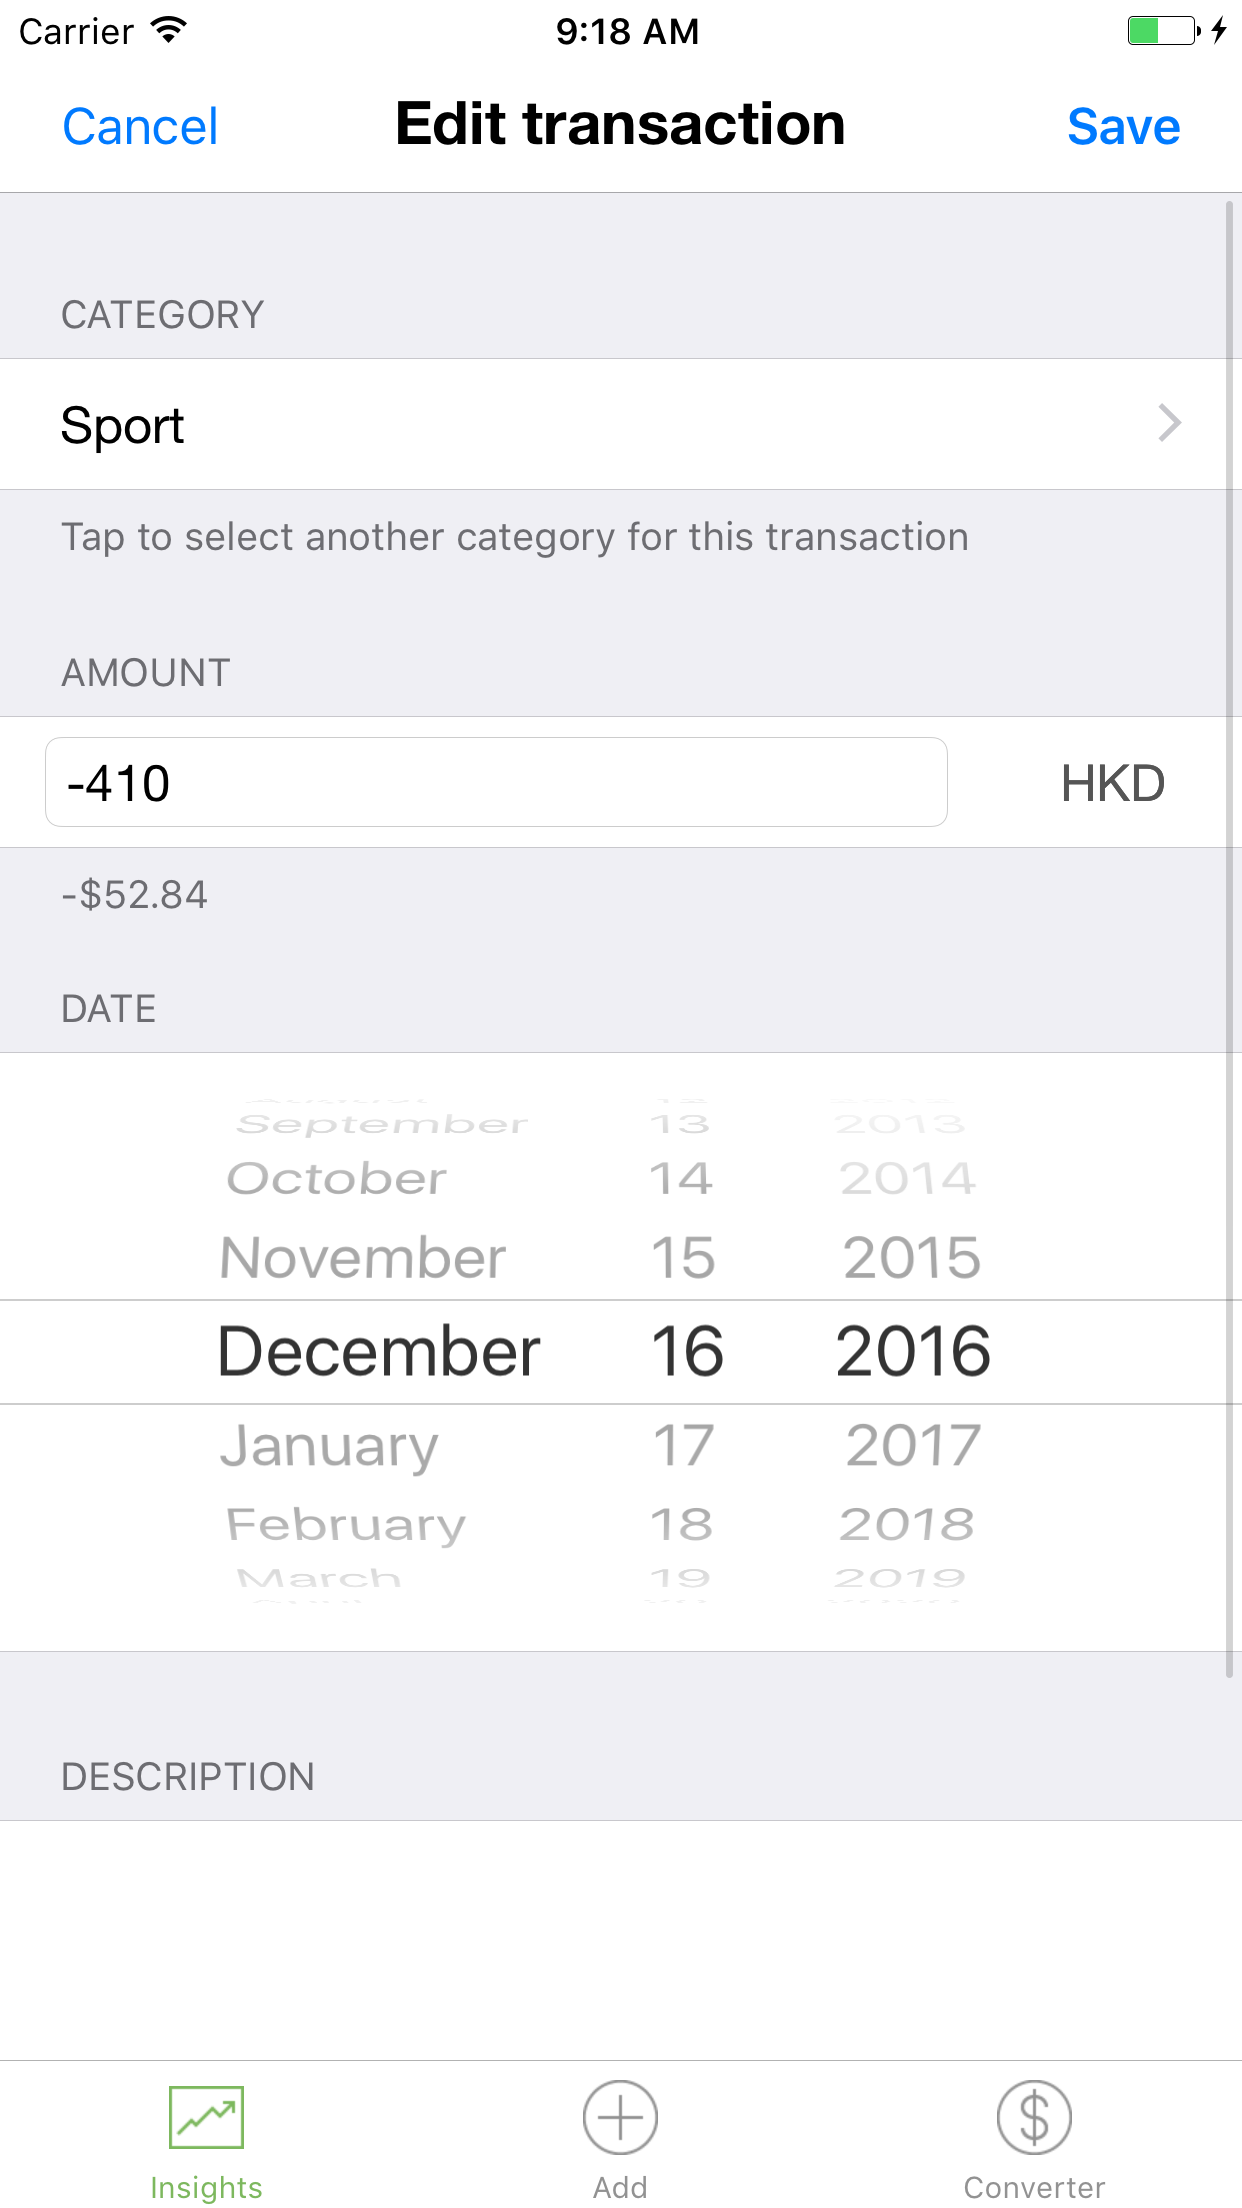 Carrier 9:18 AM
Cancel Edit transaction Save
CATEGORY
Sport
Tap to select another category for this transaction
AMOUNT
-410 HKD
-$52.84
DATE
September 13 2013
October 14 2014
November 15 2015
December 16 2016
January 17 2017
February 18 2018
March 19 2019
DESCRIPTION
Insights Add Converter